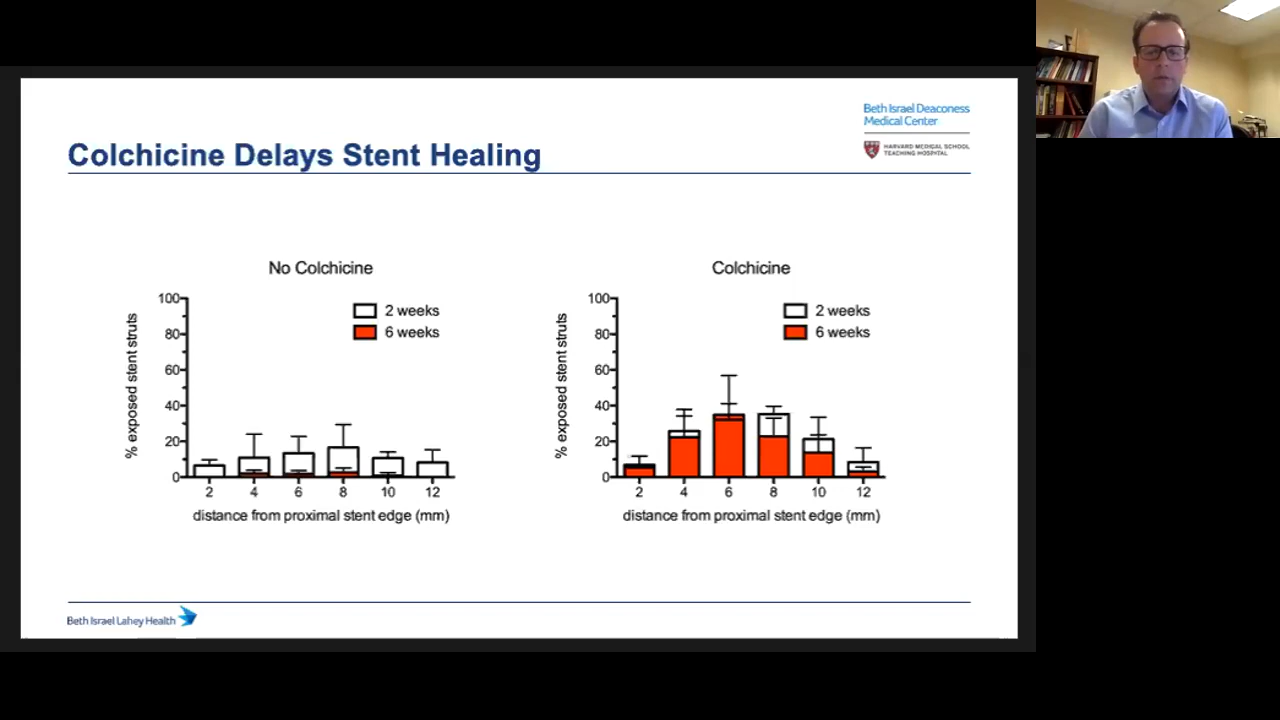 Beth Israel Deaconess
Medical Center
HARVARD MEDICAL SCHOOL
TEACHING HOSPITAL
Colchicine Delays Stent Healing
No Colchicine
2 weeks
6 weeks
% exposed stent struts
100
80
60
40
20
0
2 4 6 8 10 12
distance from proximal stent edge (mm)
Colchicine
2 weeks
6 weeks
% exposed stent struts
100
80
60
40
20
0
2 4 6 8 10 12
distance from proximal stent edge (mm)
Beth Israel Lahey Health